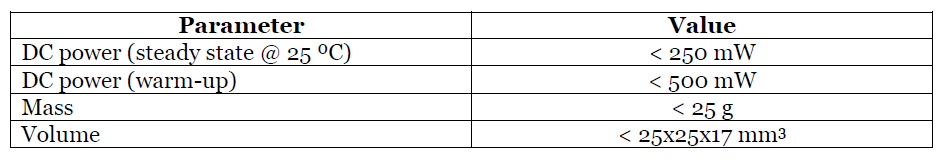 Parameter Value
DC power (steady state @ 25 ⁰C) < 250 mW
DC power (warm-up) < 500 mW
Mass < 25 g
Volume < 25x25x17 mm³